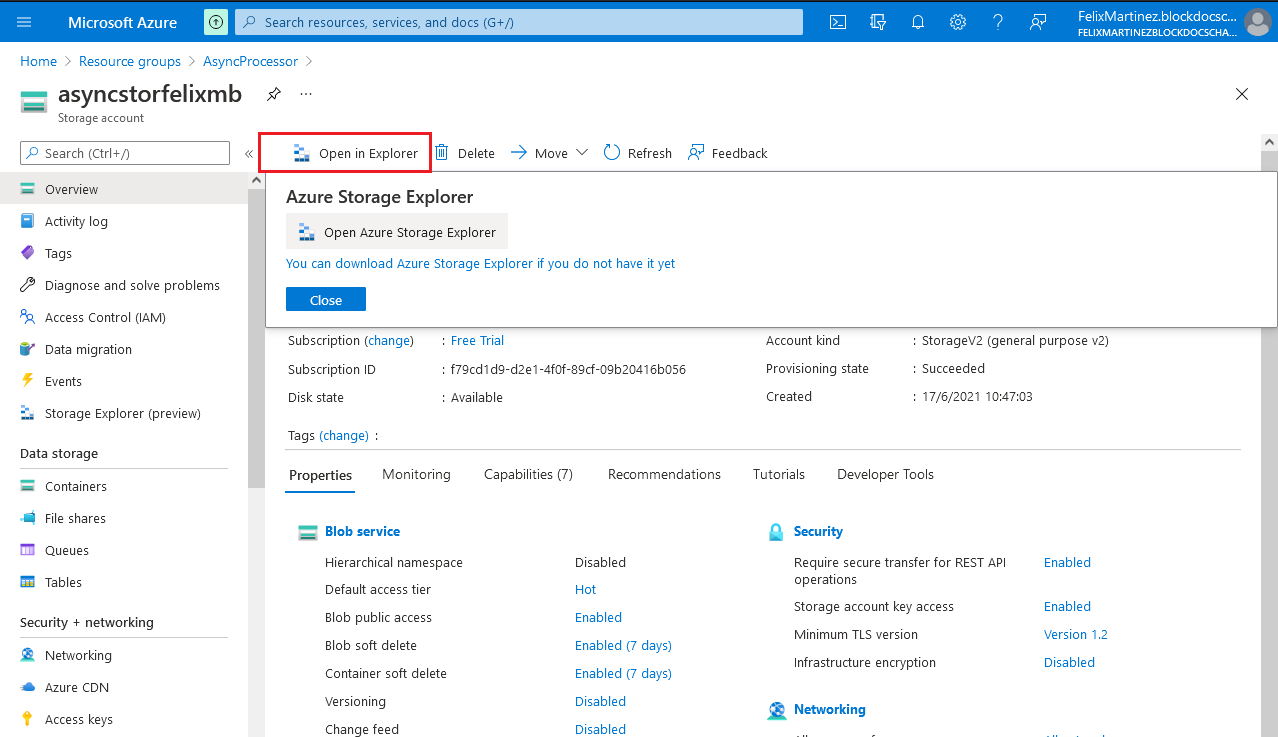 Microsoft Azure
Search resources, services, and docs (G+/)
FelixMartinez.blockdocsc...
FELIXMARTINEZBLOCKDOCSCHA...
Home > Resource groups > AsyncProcessor >
asyncstorfelixmb
...
Storage account
Search (Ctrl+/)
«
Open in Explorer
Delete
Move
Refresh
Feedback
Overview
Activity log
Tags
Diagnose and solve problems
Access Control (IAM)
Data migration
Events
Storage Explorer (preview)
Data storage
Containers
File shares
Queues
Tables
Security + networking
Networking
Azure CDN
Access keys
Azure Storage Explorer
Open Azure Storage Explorer
You can download Azure Storage Explorer if you do not have it yet
Close
Subscription (change) : Free Trial
Subscription ID : f79cd1d9-d2e1-4f0f-89cf-09b20416b056
Disk state : Available
Account kind : StorageV2 (general purpose v2)
Provisioning state : Succeeded
Created : 17/6/2021 10:47:03
Tags (change) :
Properties Monitoring Capabilities (7) Recommendations Tutorials Developer Tools
Blob service
Hierarchical namespace Disabled
Default access tier Hot
Blob public access Enabled
Blob soft delete Enabled (7 days)
Container soft delete Enabled (7 days)
Versioning Disabled
Change feed Disabled
Security
Require secure transfer for REST API Enabled
operations
Storage account key access Enabled
Minimum TLS version Version 1.2
Infrastructure encryption Disabled
Networking